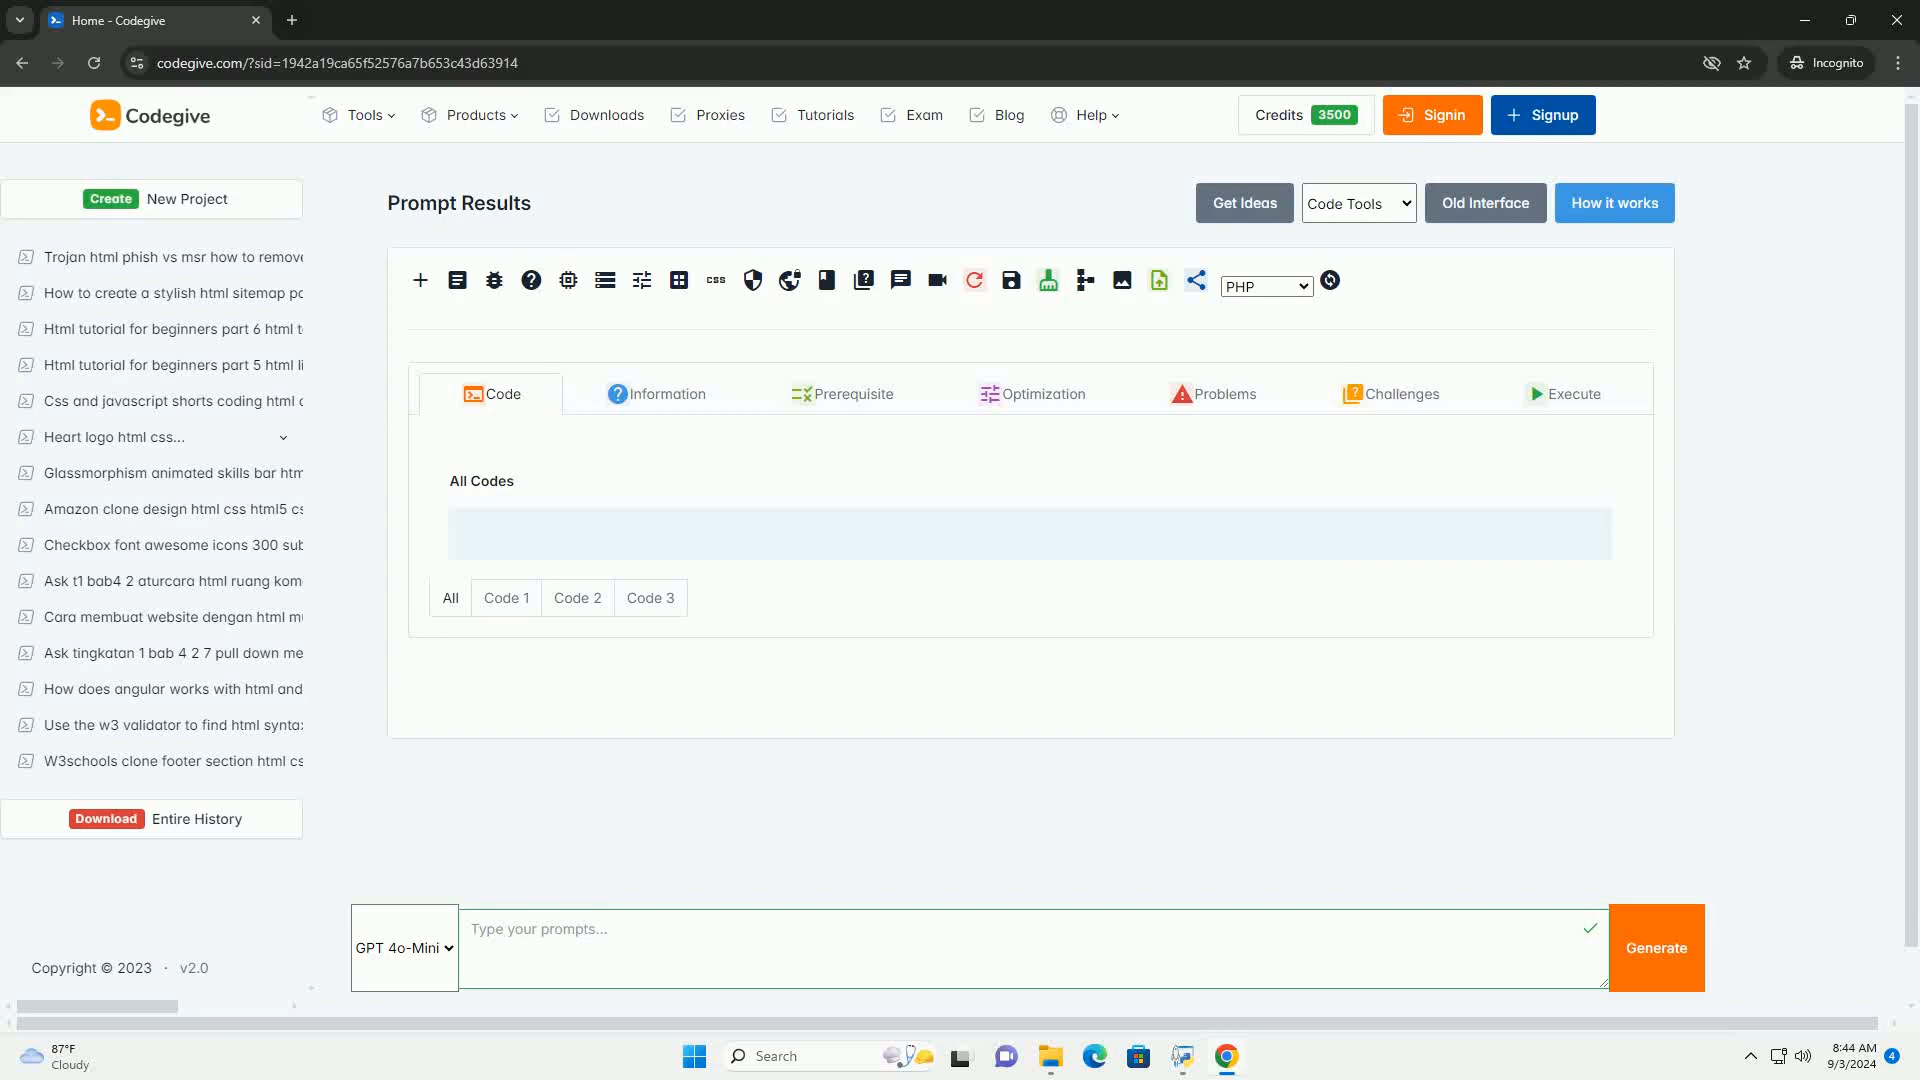 Home - Codegive
codegive.com/?sid=1942a19ca65f52576a7b653c43d63914
Incognito
Codegive
Tools
Products
Downloads
Proxies
Tutorials
Exam
Blog
Help
Credits 3500
Signin
Signup
Create New Project
Prompt Results
Get Ideas
Code Tools
Old Interface
How it works
Trojan html phish vs msr how to remove
How to create a stylish html sitemap pa
Html tutorial for beginners part 6 html t
Html tutorial for beginners part 5 html li
Css and javascript shorts coding html c
Heart logo html css...
Glassmorphism animated skills bar htm
Amazon clone design html css html5 cs
Checkbox font awesome icons 300 sub
Ask t1 bab4 2 aturcara html ruang kom
Cara membuat website dengan html mu
Ask tingkatan 1 bab 4 2 7 pull down me
How does angular works with html and
Use the w3 validator to find html syntax
W3schools clone footer section html cs
Download Entire History
CSS
PHP
Code
Information
Prerequisite
Optimization
Problems
Challenges
Execute
All Codes
All
Code 1
Code 2
Code 3
GPT 4o-Mini
Type your prompts...
Generate
Copyright © 2023 · v2.0
87°F
Cloudy
Search
8:44 AM
9/3/2024
4